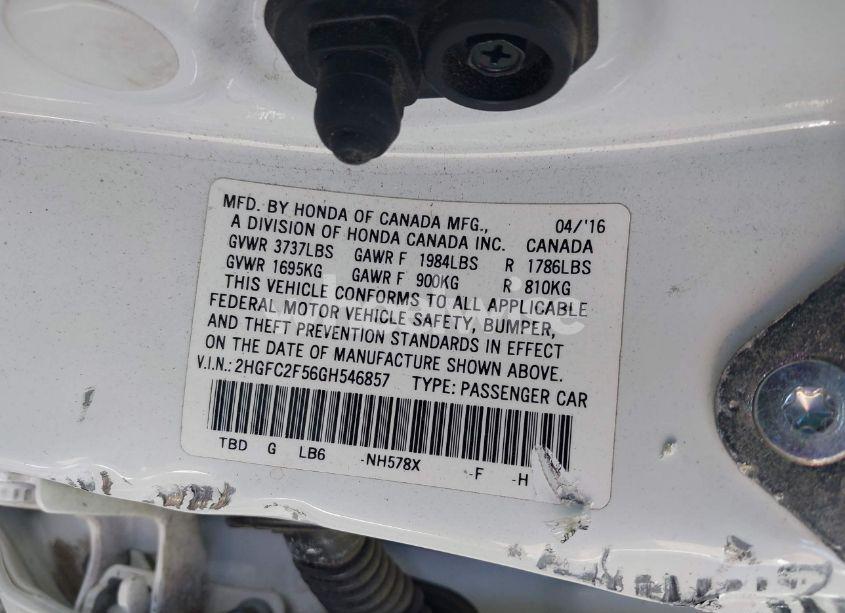 MFD. BY HONDA OF CANADA MFG., 04/'16
A DIVISION OF HONDA CANADA INC. CANADA
GVWR 3737LBS GAWR F 1984LBS R 1786LBS
GVWR 1695KG GAWR F 900KG R 810KG
THIS VEHICLE CONFORMS TO ALL APPLICABLE
FEDERAL MOTOR VEHICLE SAFETY, BUMPER,
AND THEFT PREVENTION STANDARDS IN EFFECT
ON THE DATE OF MANUFACTURE SHOWN ABOVE.
V.I.N.: 2HGFC2F56GH546857 TYPE: PASSENGER CAR
TBD G LB6 -NH578X -F -H